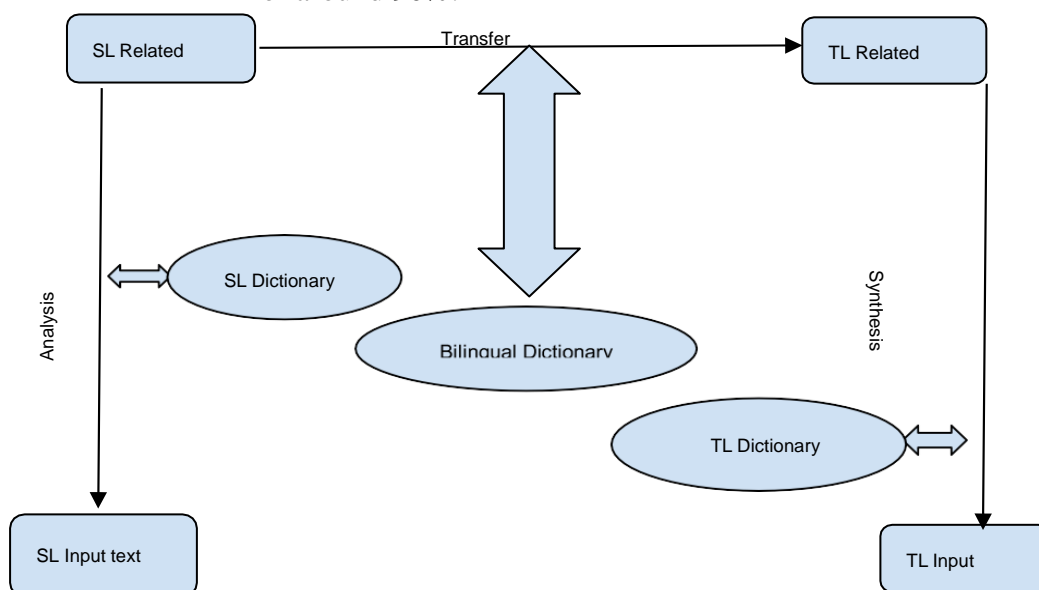 SL Related
Transfer
TL Related
SL Dictionary
Analysis
Synthesis
Bilingual Dictionary
TL Dictionary
SL Input text
TL Input